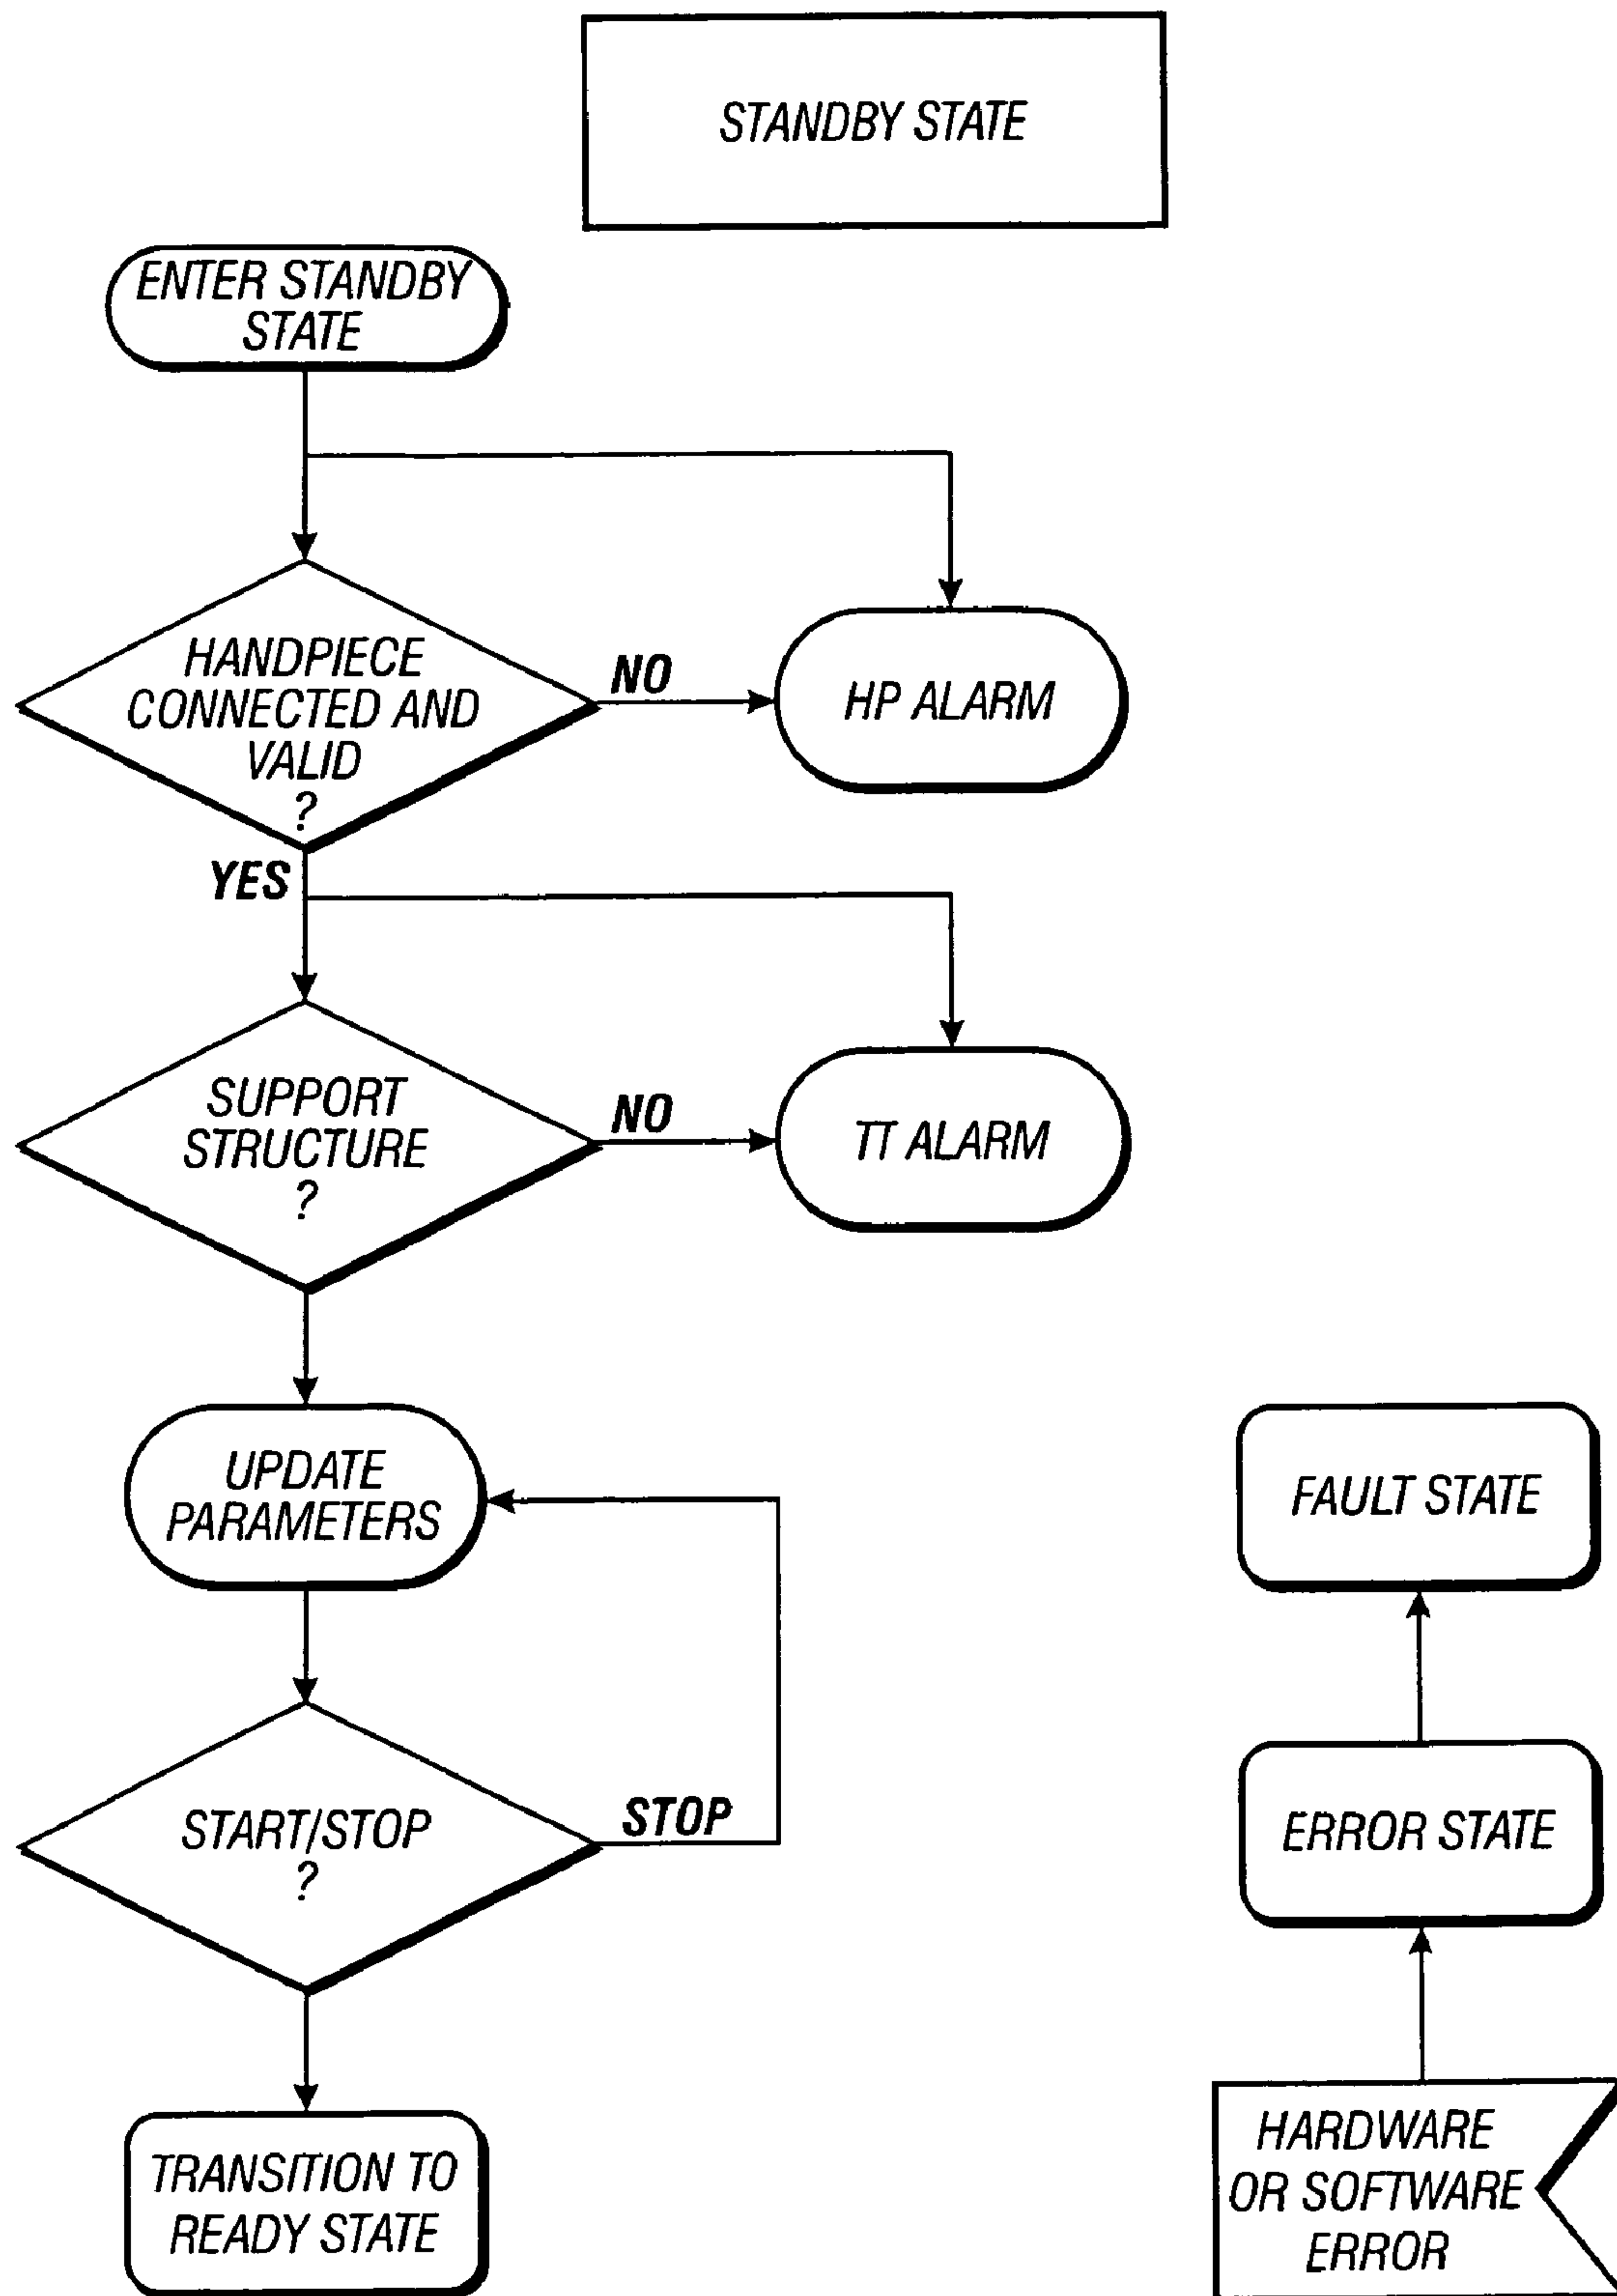 STANDBY STATE
ENTER STANDBY
STATE
HANDPIECE
CONNECTED AND
VALID
?
NO
HP ALARM
YES
SUPPORT
STRUCTURE
?
NO
TT ALARM
UPDATE
PARAMETERS
START/STOP
?
STOP
TRANSITION TO
READY STATE
FAULT STATE
ERROR STATE
HARDWARE
OR SOFTWARE
ERROR